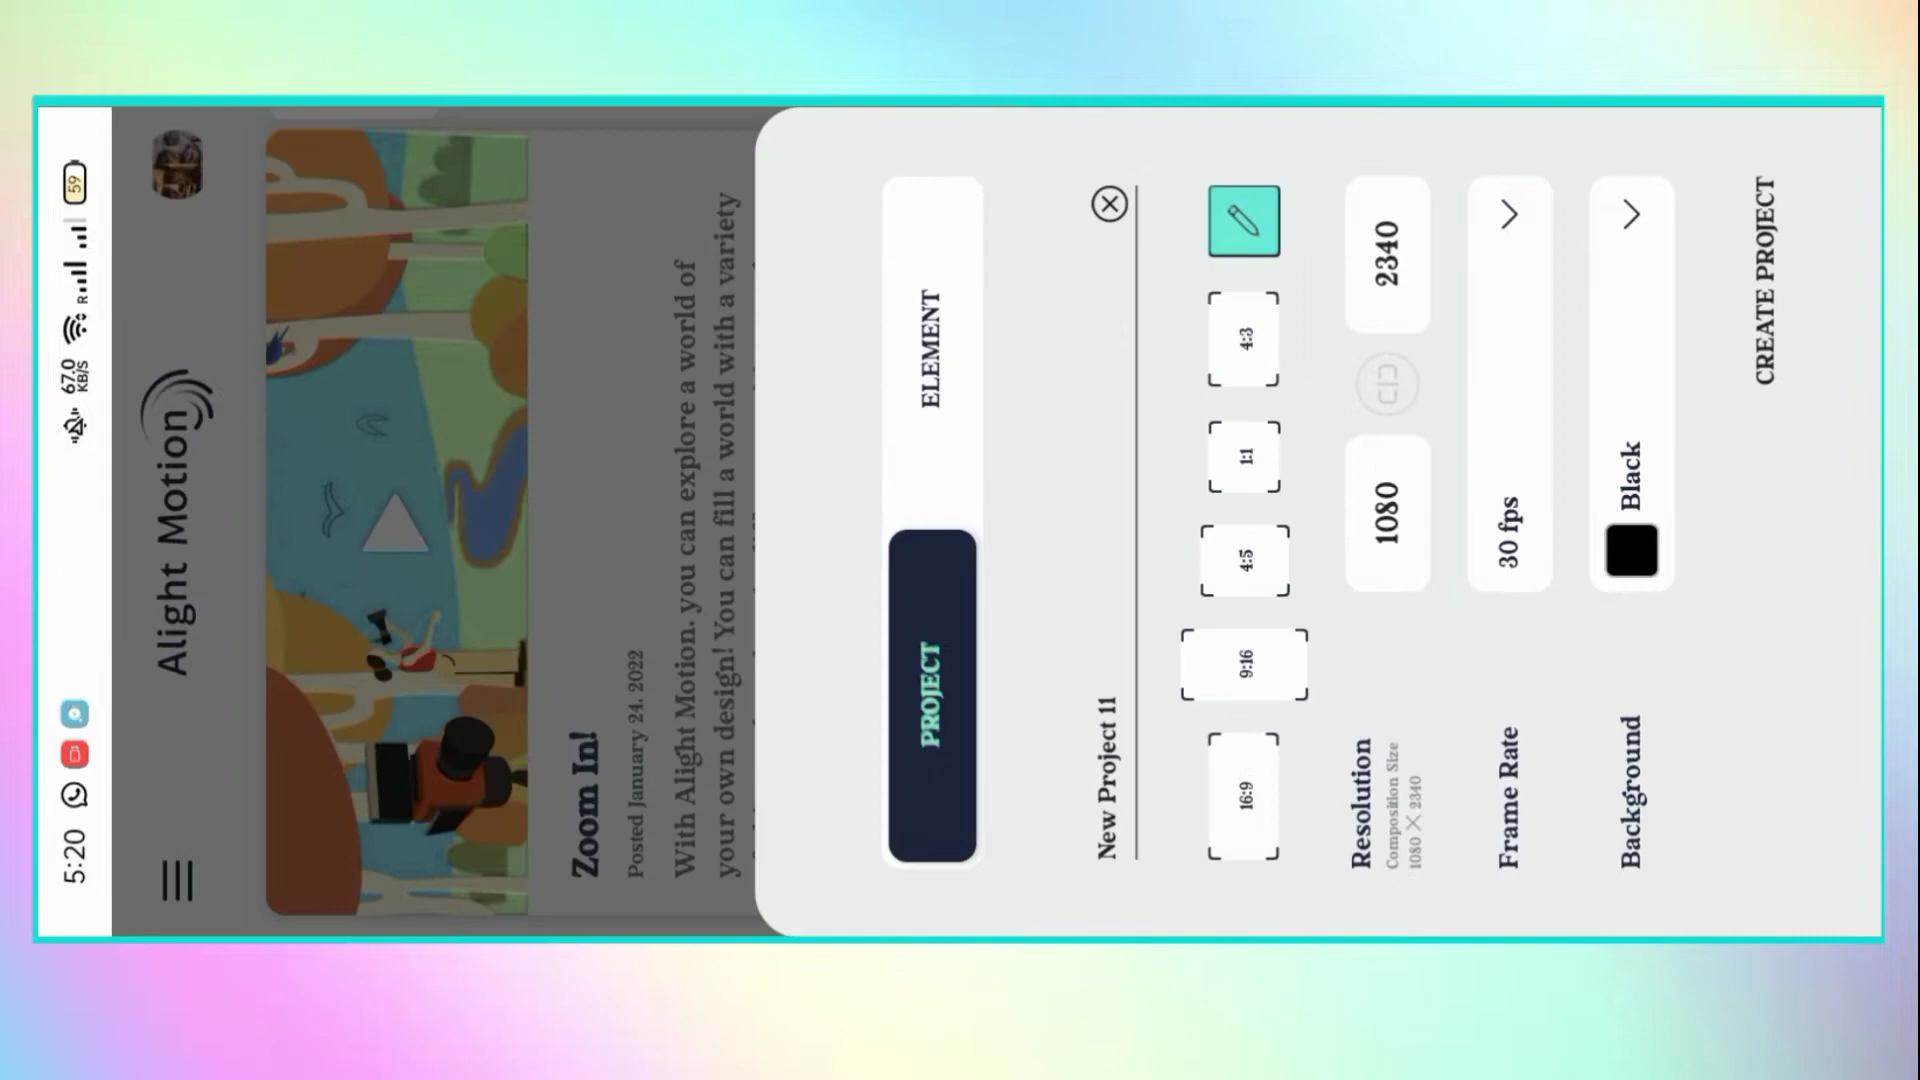 5:20
67.0
KB/S
R
59
Alight Motion
Zoom In!
Posted January 24. 2022
With Alight Motion. you can explore a world of
your own design! You can fill a world with a variety
PROJECT
ELEMENT
New Project 11
16:9
9:16
4:5
1:1
4:3
Resolution
Composition Size
1080 X 2340
1080
2340
Frame Rate
30 fps
Background
Black
CREATE PROJECT